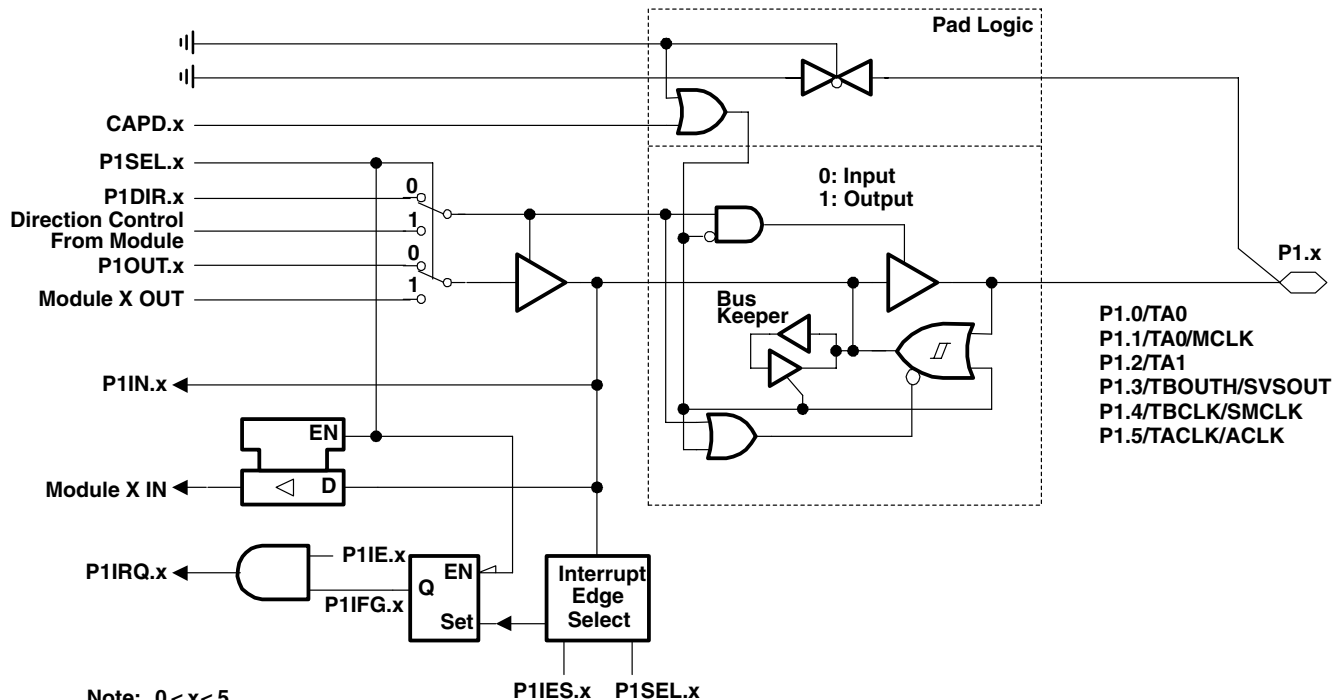 Pad Logic
CAPD.x
P1SEL.x
P1DIR.x
0
Direction Control
From Module
1
P1OUT.x
0
Module X OUT
1
0: Input
1: Output
P1.x
Bus
Keeper
P1.0/TA0
P1.1/TA0/MCLK
P1.2/TA1
P1.3/TBOUTH/SVSOUT
P1.4/TBCLK/SMCLK
P1.5/TACLK/ACLK
P1IN.x
EN
Module X IN
D
P1IRQ.x
P1IE.x
P1IFG.x
EN
Q
Set
Interrupt
Edge
Select
P1IES.x
P1SEL.x
Note: 0 < x < 5